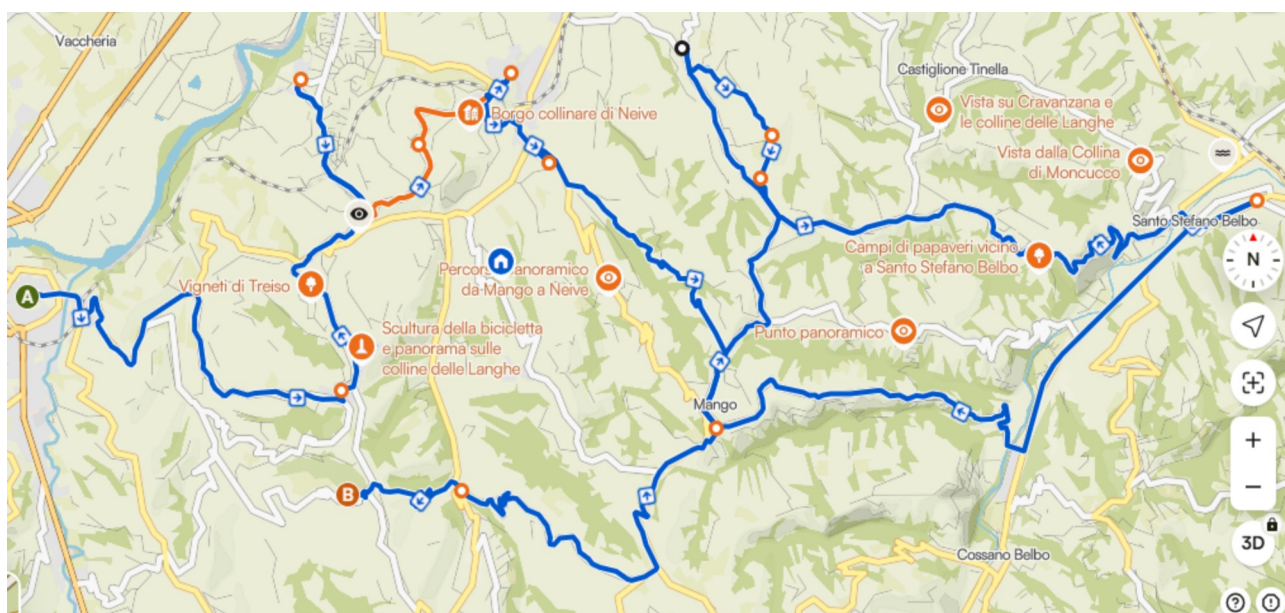 Vaccheria
Castiglione Tinella
Vista su Cravanzana e
le colline delle Langhe
Borgo collinare di Neive
Vista dalla Collina
di Moncucco
Santo Stefano Belbo
Campi di papaveri vicino
a Santo Stefano Belbo
N
Percorso panoramico
da Mango a Neive
Vigneti di Treiso
A
Scultura della bicicletta
e panorama sulle
colline delle Langhe
Punto panoramico
Mango
+
−
B
3D
Cossano Belbo
?